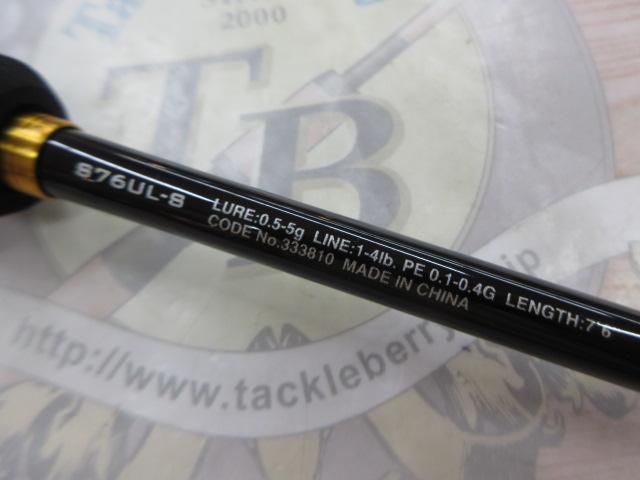 2000
TB
S76UL-S
LURE:0.5-5g LINE:1-4lb. PE 0.1-0.4G LENGTH:7'6
CODE No.333810 MADE IN CHINA
http://www.tackleberry.jp